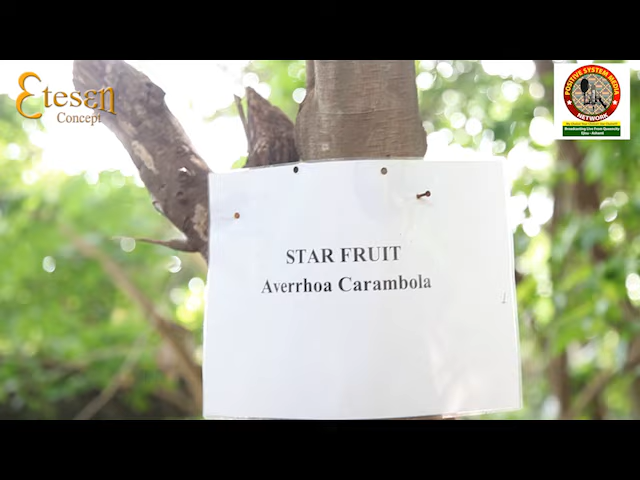 Etesen
Concept
POSITIVE SYSTEM MEDIA
NETWORK
STAR FRUIT
Averrhoa Carambola